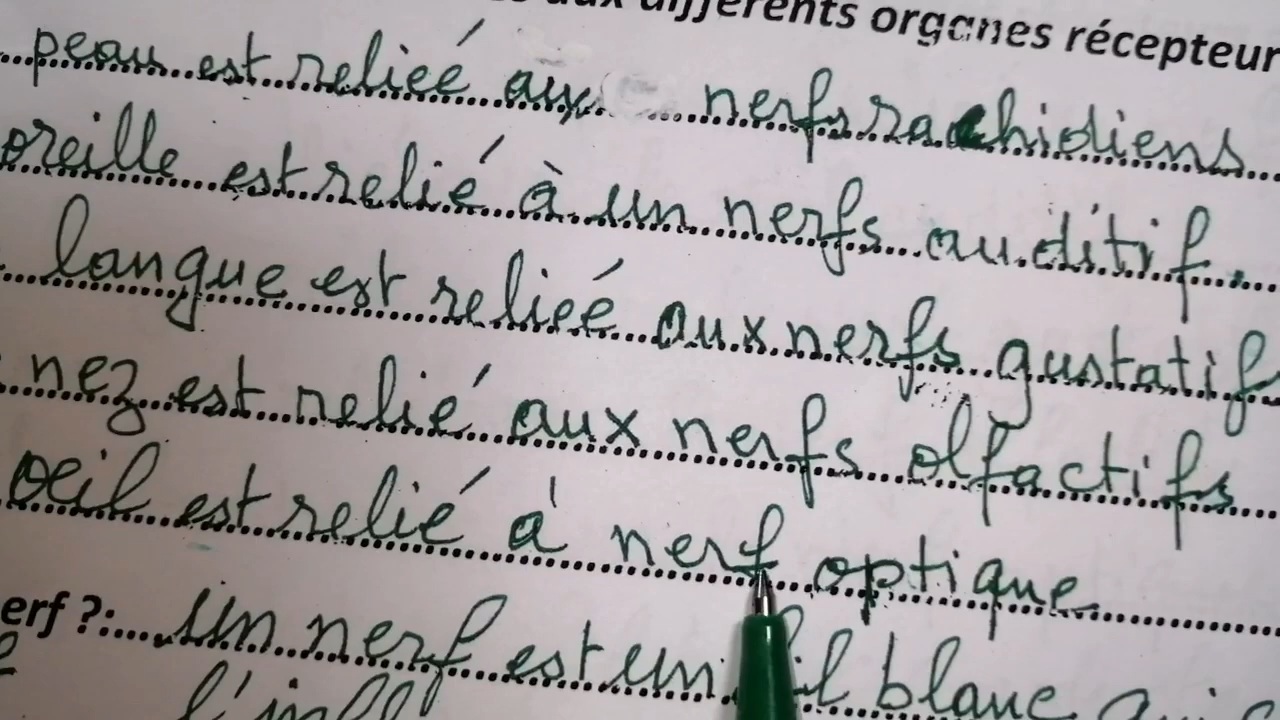 aux différents organes récepteur
peau est reliéé aux nerfs rachidiens
oreille est relié à un nerfs auditif.
langue est reliéé aux nerfs gustatif
nez est relié aux nerfs olfactifs
oeil est relié à nerf optique
erf ?: Un nerf est un fil blanc